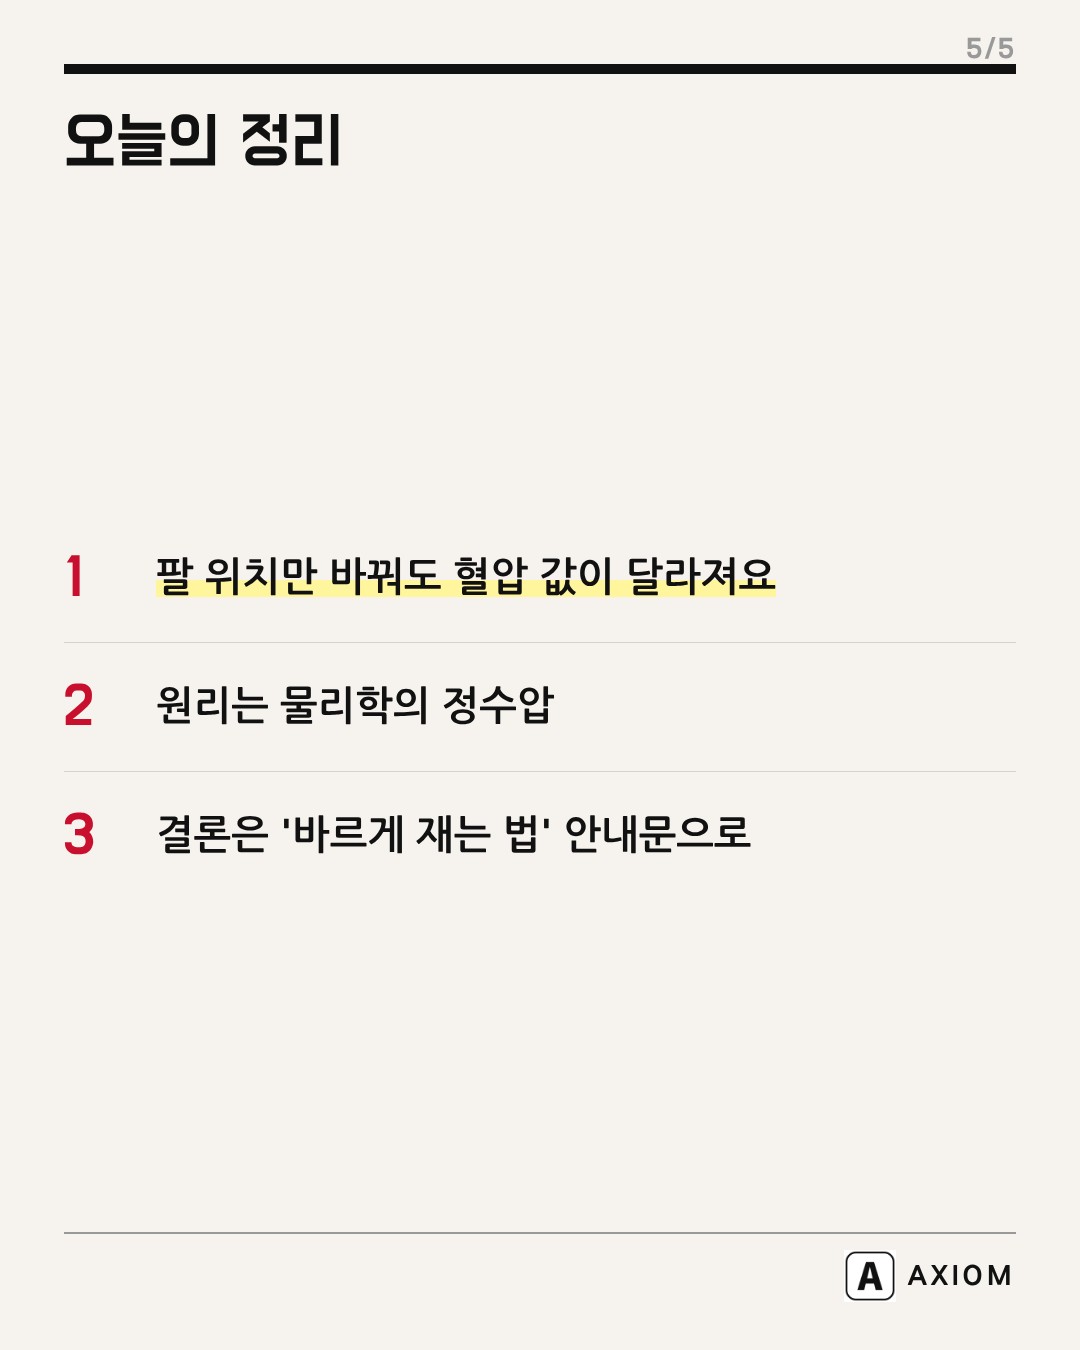 5/5
오늘의 정리
1 팔 위치만 바꿔도 혈압 값이 달라져요
2 원리는 물리학의 정수압
3 결론은 '바르게 재는 법' 안내문으로
A AXIOM